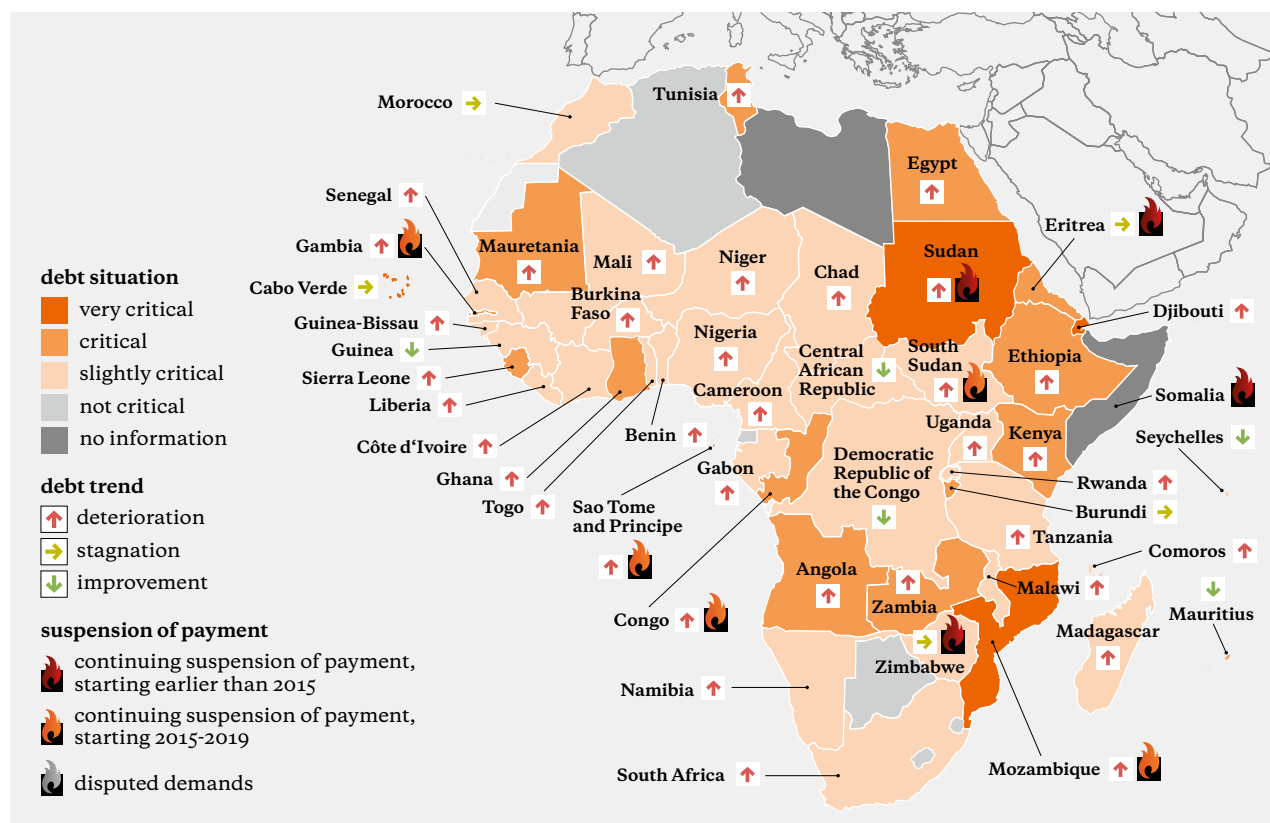 debt situation
very critical
critical
slightly critical
not critical
no information
debt trend
deterioration
stagnation
improvement
suspension of payment
continuing suspension of payment,
starting earlier than 2015
continuing suspension of payment,
starting 2015-2019
disputed demands
Morocco
Tunisia
Egypt
Senegal
Gambia
Mauretania
Mali
Niger
Chad
Sudan
Eritrea
Cabo Verde
Burkina
Faso
Guinea-Bissau
Guinea
Sierra Leone
Liberia
Côte d‘Ivoire
Ghana
Togo
Benin
Nigeria
Cameroon
Central
African
Republic
South
Sudan
Ethiopia
Djibouti
Somalia
Seychelles
Uganda
Kenya
Gabon
Sao Tome
and Principe
Democratic
Republic of
the Congo
Rwanda
Burundi
Tanzania
Comoros
Congo
Angola
Zambia
Malawi
Mauritius
Madagascar
Zimbabwe
Namibia
South Africa
Mozambique